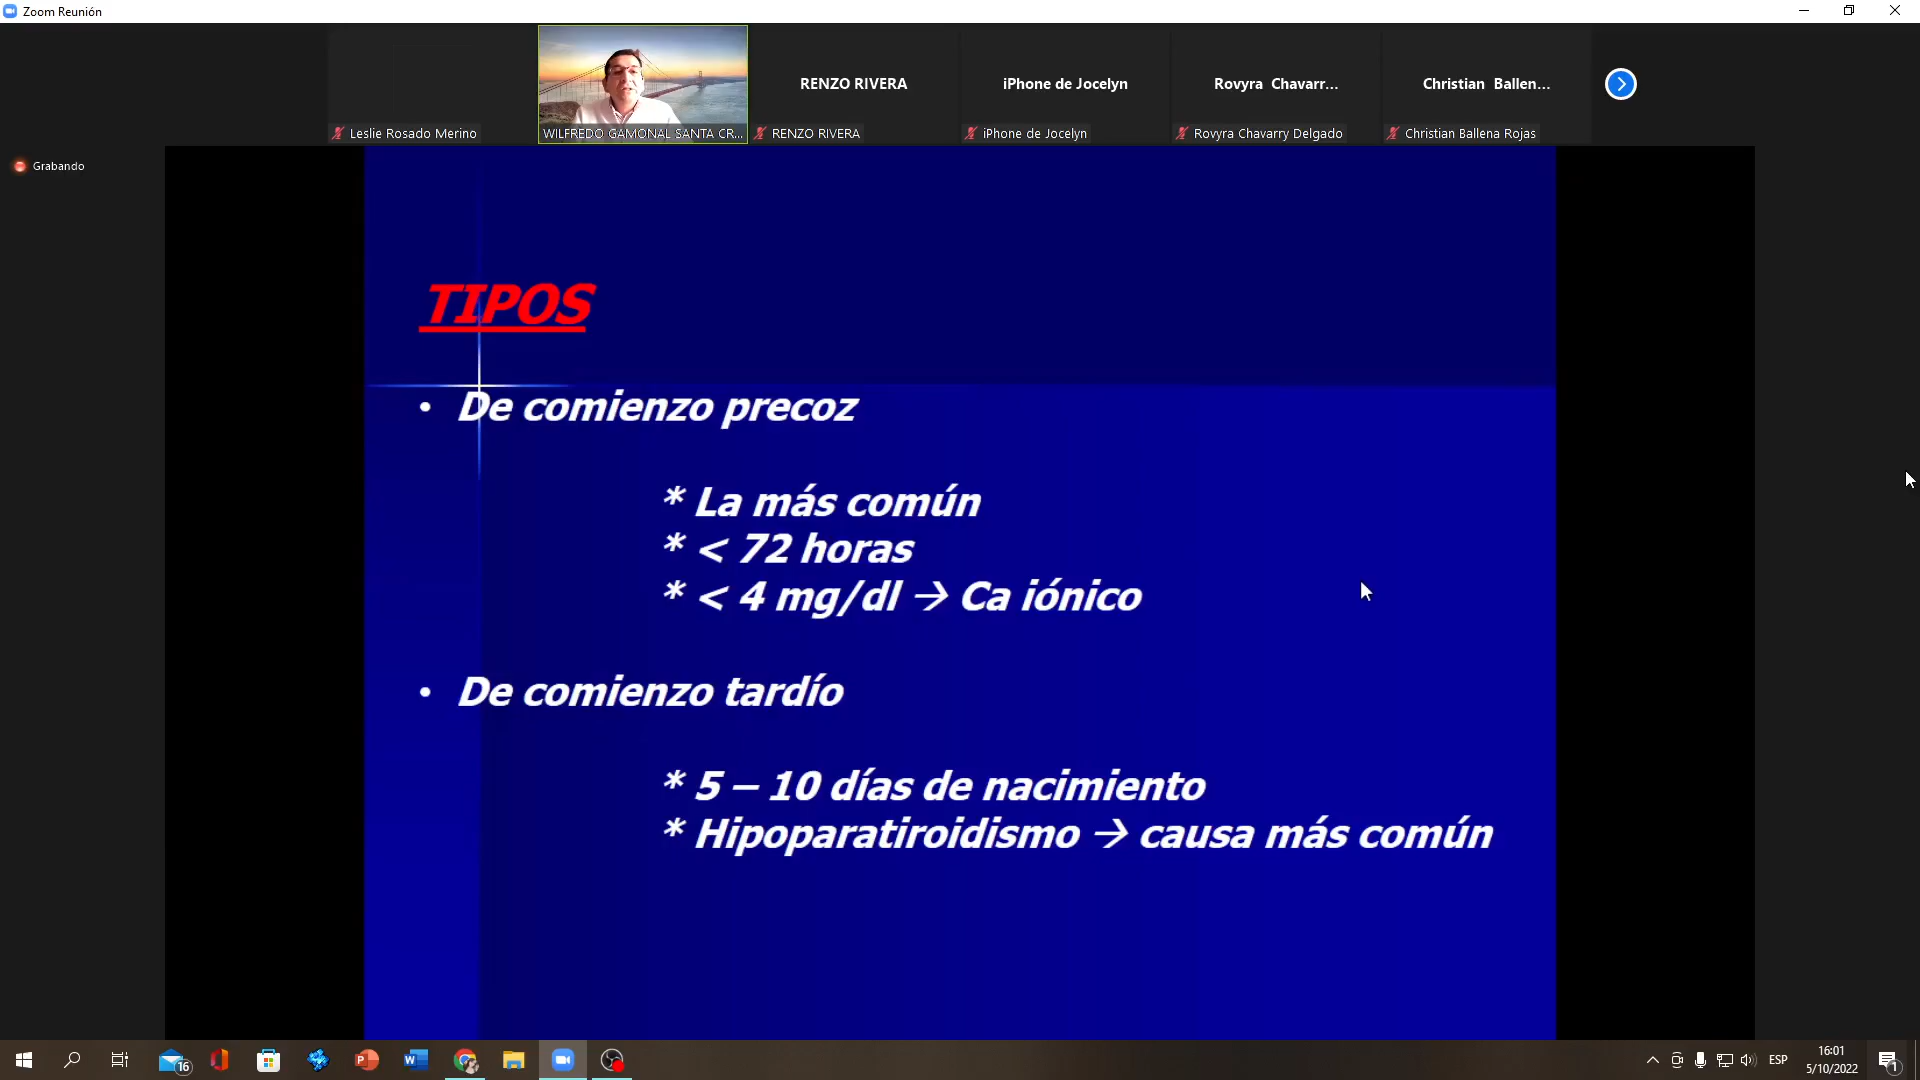 Zoom Reunión
RENZO RIVERA
iPhone de Jocelyn
Rovyra Chavarr...
Christian Ballen...
Leslie Rosado Merino
WILFREDO GAMONAL SANTA CR...
RENZO RIVERA
iPhone de Jocelyn
Rovyra Chavarry Delgado
Christian Ballena Rojas
Grabando
TIPOS
• De comienzo precoz
* La más común
* < 72 horas
* < 4 mg/dl → Ca iónico
• De comienzo tardío
* 5 – 10 días de nacimiento
* Hipoparatiroidismo → causa más común
16
ESP
16:01
5/10/2022
1